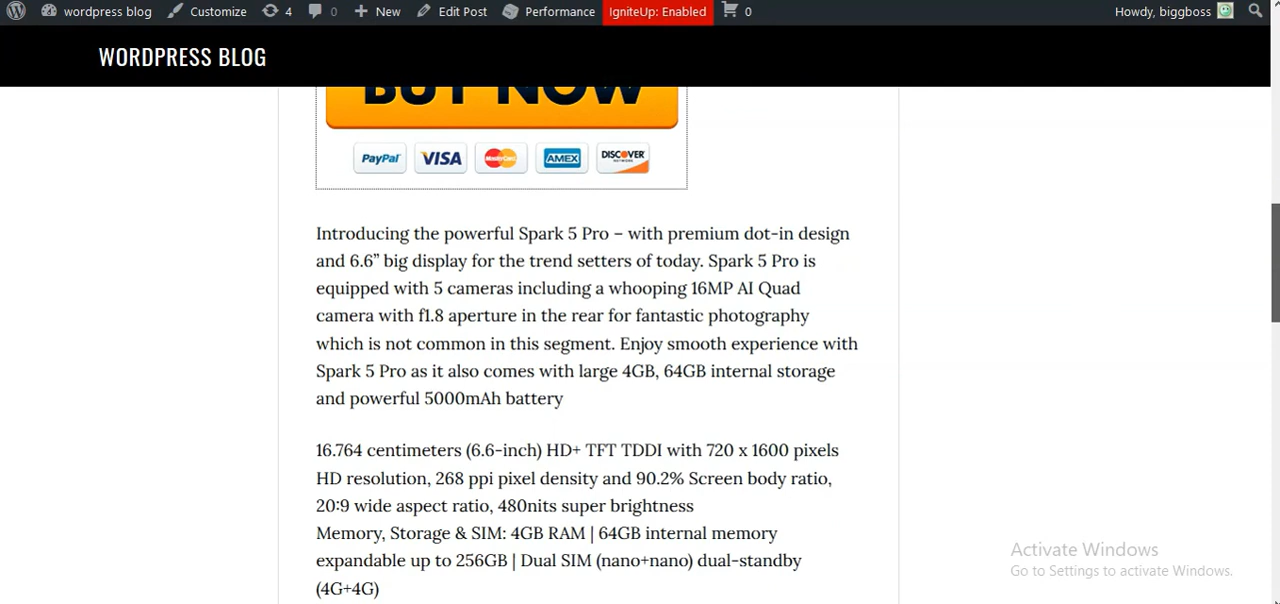 wordpress blog Customize 4 0 New Edit Post Performance IgniteUp: Enabled 0 Howdy, biggboss
WORDPRESS BLOG
BUY NOW
PayPal VISA MasterCard AMEX DISCOVER
NETWORK
Introducing the powerful Spark 5 Pro – with premium dot-in design
and 6.6” big display for the trend setters of today. Spark 5 Pro is
equipped with 5 cameras including a whooping 16MP AI Quad
camera with f1.8 aperture in the rear for fantastic photography
which is not common in this segment. Enjoy smooth experience with
Spark 5 Pro as it also comes with large 4GB, 64GB internal storage
and powerful 5000mAh battery
16.764 centimeters (6.6-inch) HD+ TFT TDDI with 720 x 1600 pixels
HD resolution, 268 ppi pixel density and 90.2% Screen body ratio,
20:9 wide aspect ratio, 480nits super brightness
Memory, Storage & SIM: 4GB RAM | 64GB internal memory
expandable up to 256GB | Dual SIM (nano+nano) dual-standby
(4G+4G)
Activate Windows
Go to Settings to activate Windows.